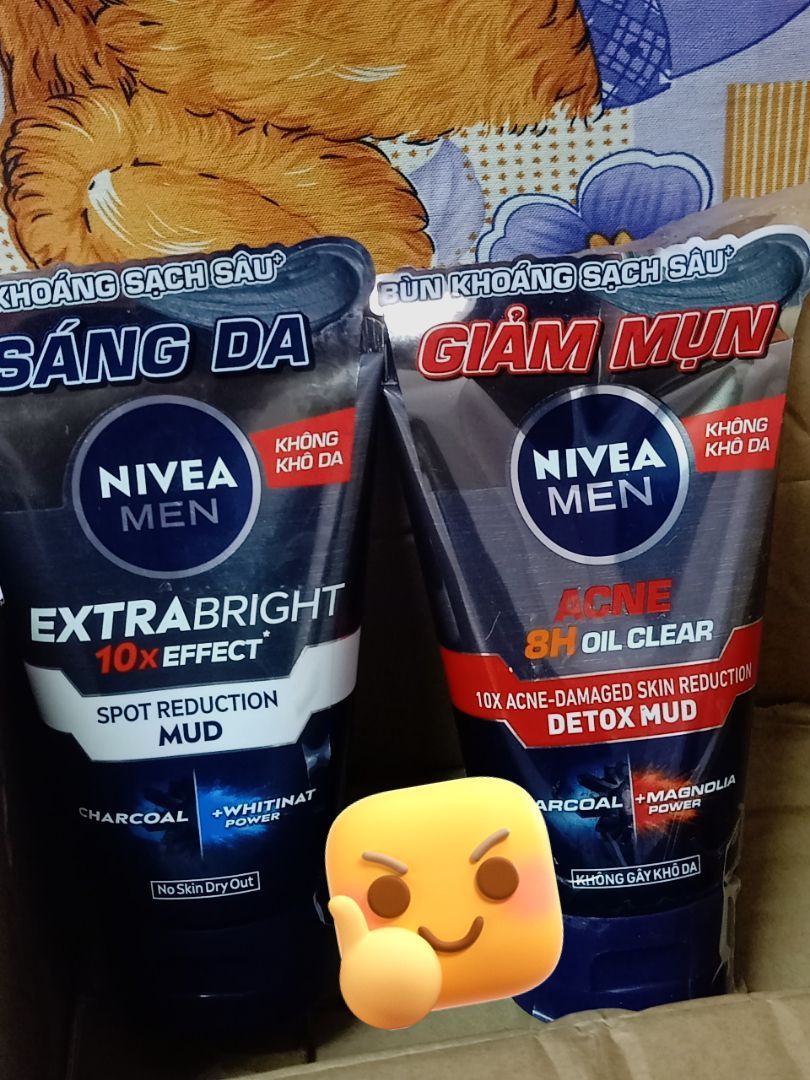 KHOÁNG SẠCH SÂU+
SÁNG DA
KHÔNG
KHÔ DA
NIVEA
MEN
EXTRABRIGHT
10x EFFECT*
SPOT REDUCTION
MUD
CHARCOAL
+WHITINAT
POWER
No Skin Dry Out
BÙN KHOÁNG SẠCH SÂU+
GIẢM MỤN
KHÔNG
KHÔ DA
NIVEA
MEN
ACNE
8H OIL CLEAR
10X ACNE-DAMAGED SKIN REDUCTION
DETOX MUD
ARCOAL
+MAGNOLIA
POWER
KHÔNG GÂY KHÔ DA